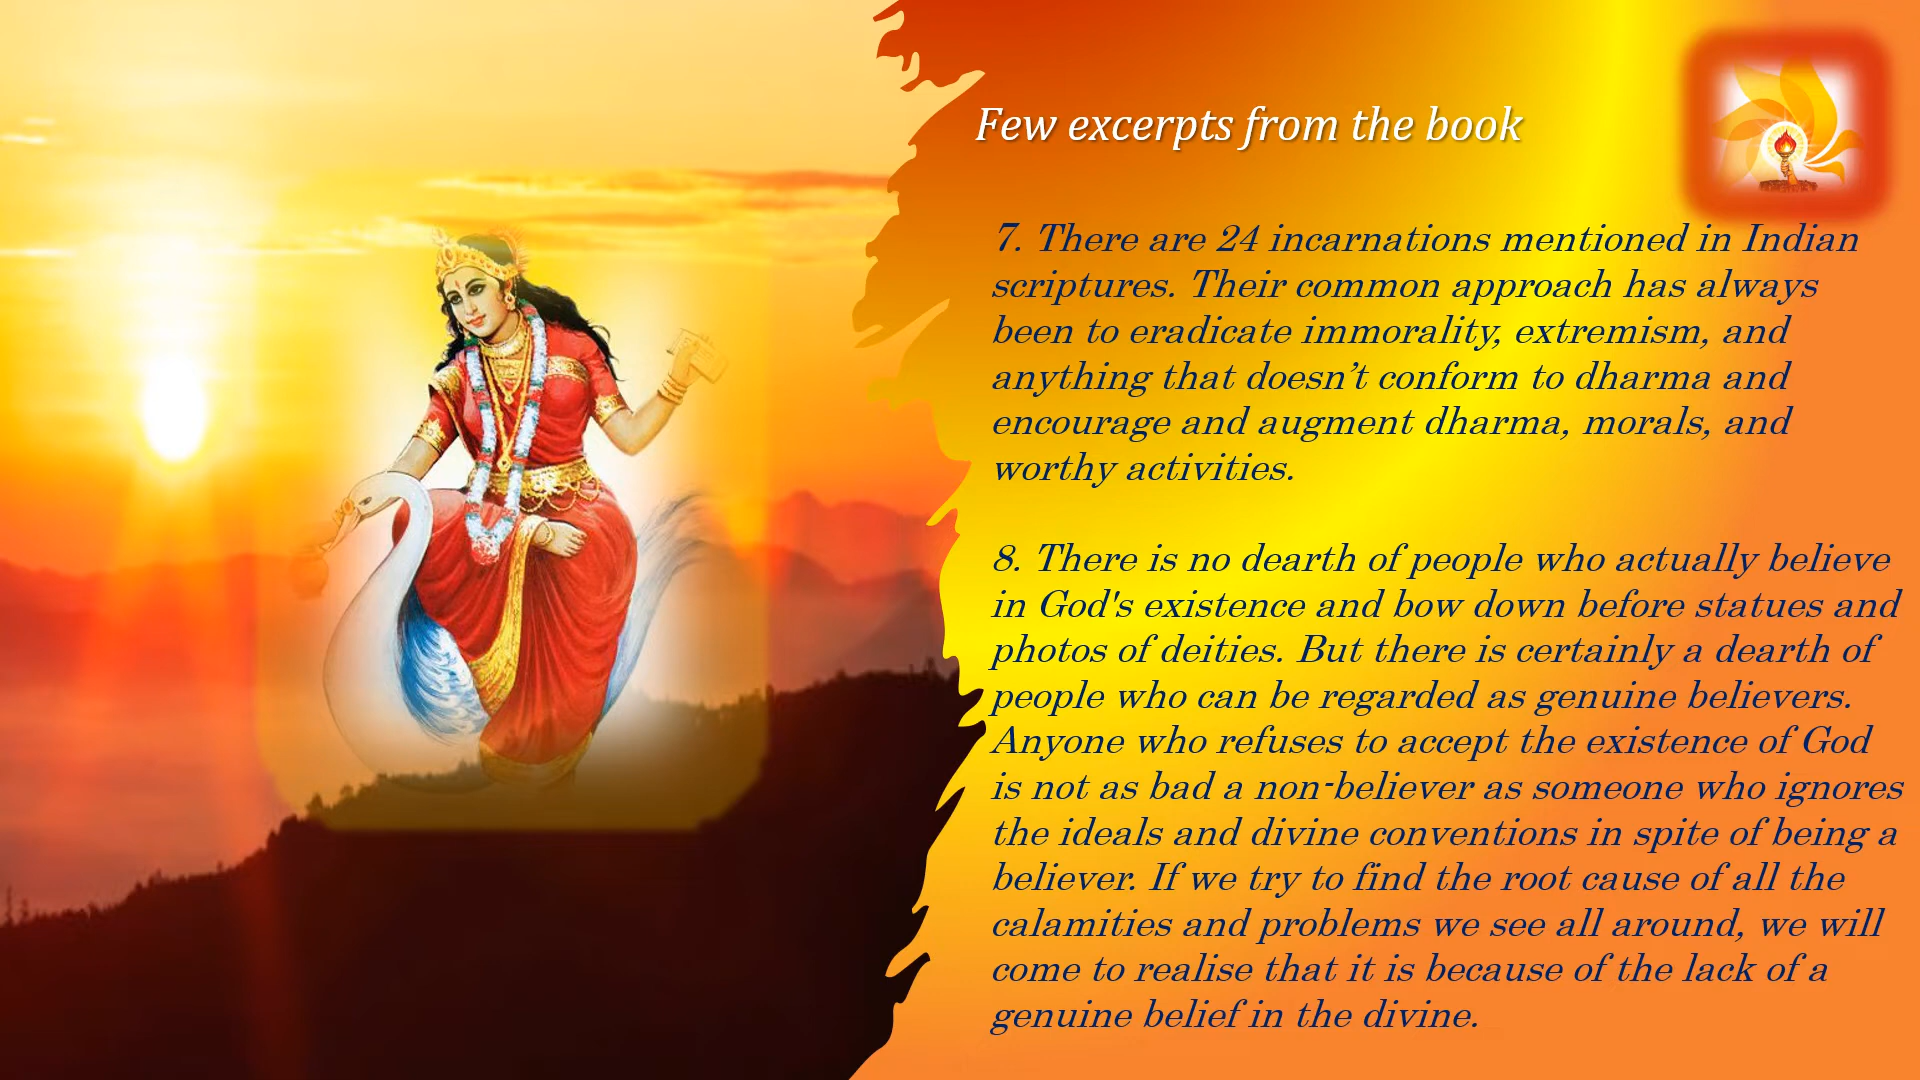 Few excerpts from the book
7. There are 24 incarnations mentioned in Indian
scriptures. Their common approach has always
been to eradicate immorality, extremism, and
anything that doesn’t conform to dharma and
encourage and augment dharma, morals, and
worthy activities.
8. There is no dearth of people who actually believe
in God's existence and bow down before statues and
photos of deities. But there is certainly a dearth of
people who can be regarded as genuine believers.
Anyone who refuses to accept the existence of God
is not as bad a non-believer as someone who ignores
the ideals and divine conventions in spite of being a
believer. If we try to find the root cause of all the
calamities and problems we see all around, we will
come to realise that it is because of the lack of a
genuine belief in the divine.